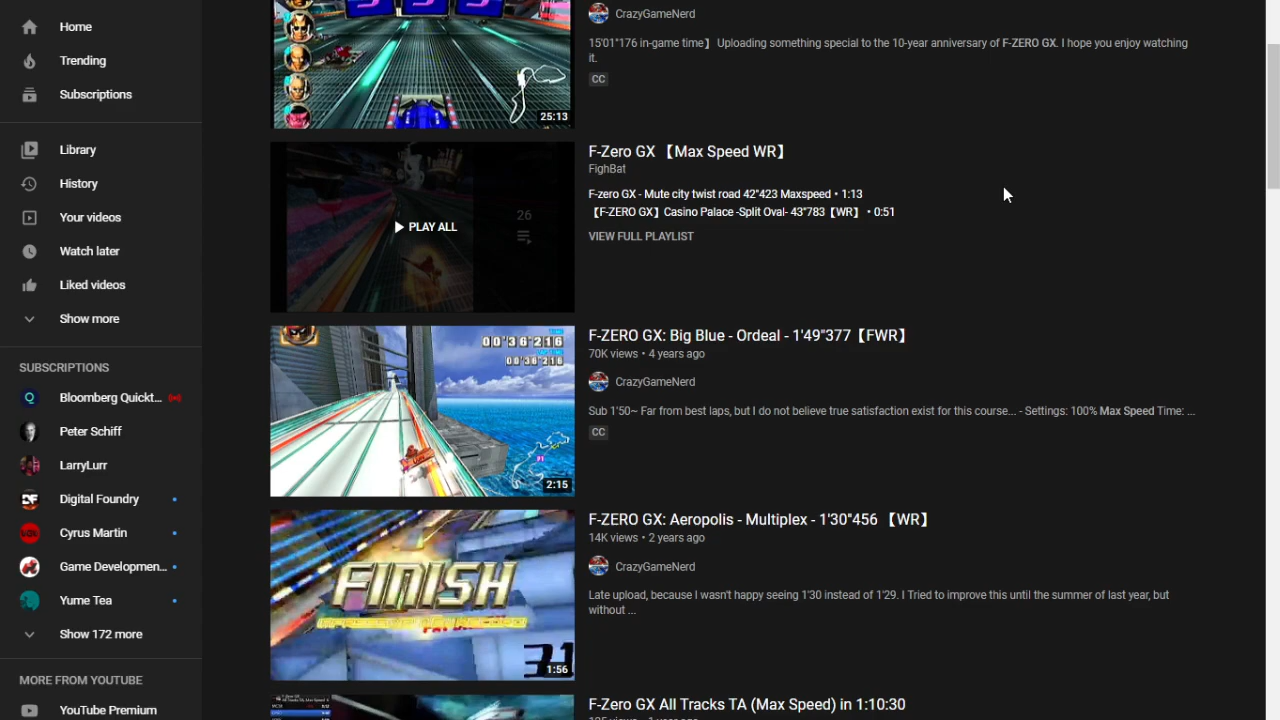 Home
Trending
Subscriptions
Library
History
Your videos
Watch later
Liked videos
Show more
SUBSCRIPTIONS
Bloomberg Quickt...
Peter Schiff
LarryLurr
Digital Foundry
Cyrus Martin
Game Developmen...
Yume Tea
Show 172 more
MORE FROM YOUTUBE
YouTube Premium
25:13
CrazyGameNerd
15'01"176 in-game time】 Uploading something special to the 10-year anniversary of F-ZERO GX. I hope you enjoy watching
it.
CC
26
PLAY ALL
F-Zero GX 【Max Speed WR】
FighBat
F-zero GX - Mute city twist road 42"423 Maxspeed • 1:13
【F-ZERO GX】Casino Palace -Split Oval- 43"783【WR】 • 0:51
VIEW FULL PLAYLIST
00'36"216
00'36"216
2:15
F-ZERO GX: Big Blue - Ordeal - 1'49"377【FWR】
70K views • 4 years ago
CrazyGameNerd
Sub 1'50~ Far from best laps, but I do not believe true satisfaction exist for this course... - Settings: 100% Max Speed Time: ...
CC
FINISH
1:56
F-ZERO GX: Aeropolis - Multiplex - 1'30"456 【WR】
14K views • 2 years ago
CrazyGameNerd
Late upload, because I wasn't happy seeing 1'30 instead of 1'29. I Tried to improve this until the summer of last year, but
without ...
F-Zero GX All Tracks TA (Max Speed) in 1:10:30